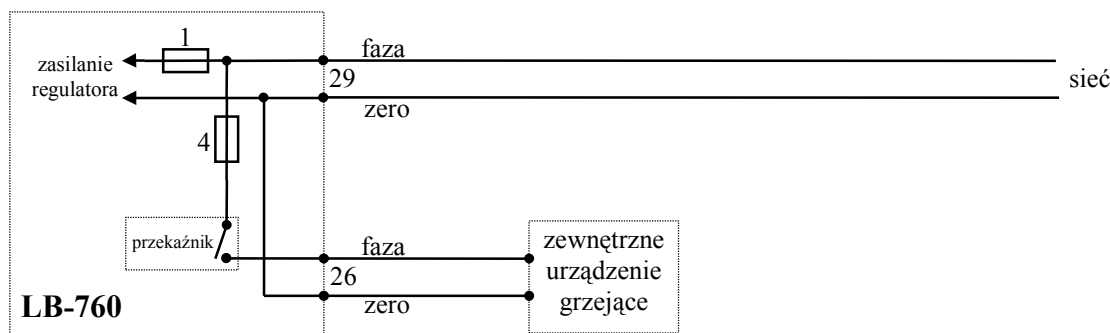 1
faza
zasilanie
regulatora
29
sieć
zero
4
przekaźnik
faza
zewnętrzne
urządzenie
grzejące
26
zero
LB-760